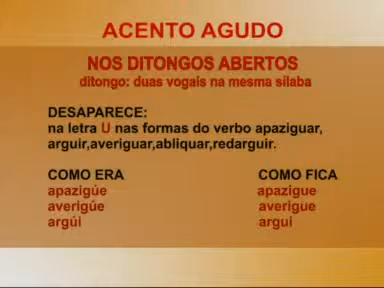 ACENTO AGUDO
NOS DITONGOS ABERTOS
ditongo: duas vogais na mesma sílaba
DESAPARECE:
na letra U nas formas do verbo apaziguar,
arguir,averiguar,abliquar,redarguir.
COMO ERA COMO FICA
apazigúe apazigue
averigúe averigue
argúi argui